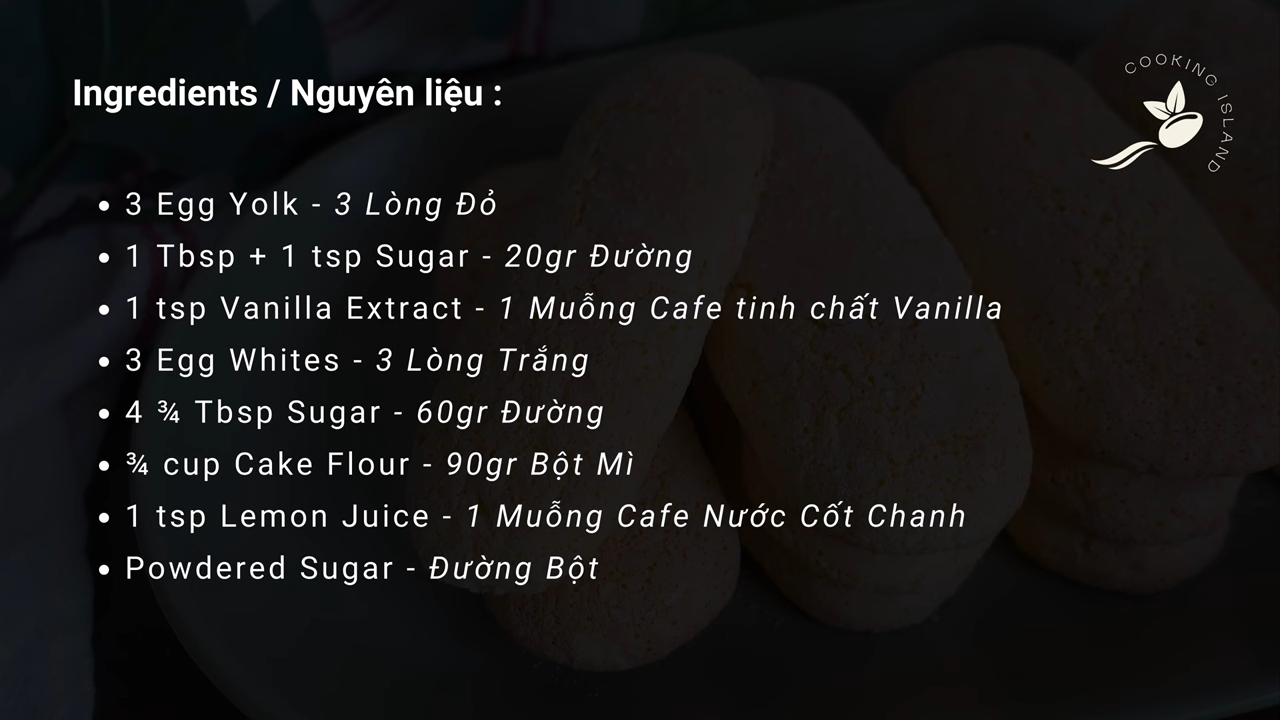 Ingredients / Nguyên liệu :
COOKING ISLAND
• 3 Egg Yolk - 3 Lòng Đỏ
• 1 Tbsp + 1 tsp Sugar - 20gr Đường
• 1 tsp Vanilla Extract - 1 Muỗng Cafe tinh chất Vanilla
• 3 Egg Whites - 3 Lòng Trắng
• 4 ¾ Tbsp Sugar - 60gr Đường
• ¾ cup Cake Flour - 90gr Bột Mì
• 1 tsp Lemon Juice - 1 Muỗng Cafe Nước Cốt Chanh
• Powdered Sugar - Đường Bột